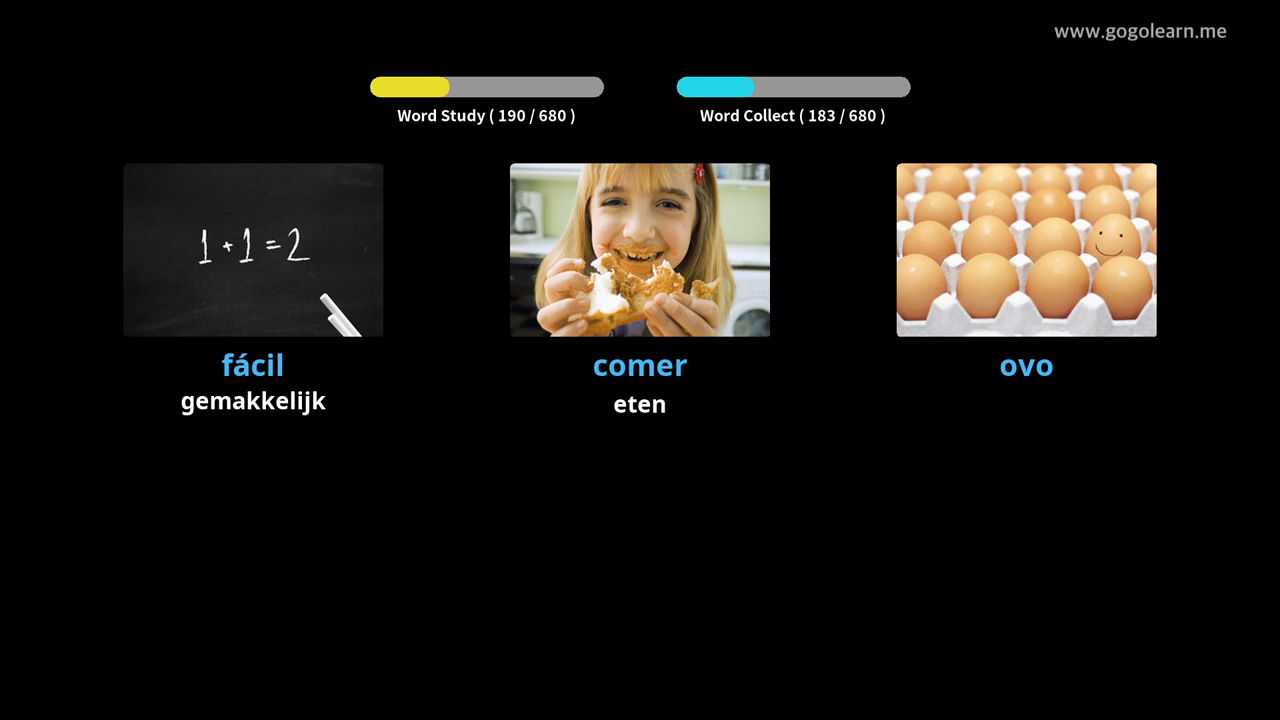 www.gogolearn.me
Word Study ( 190 / 680 )
Word Collect ( 183 / 680 )
1 + 1 = 2
fácil
gemakkelijk
comer
eten
ovo